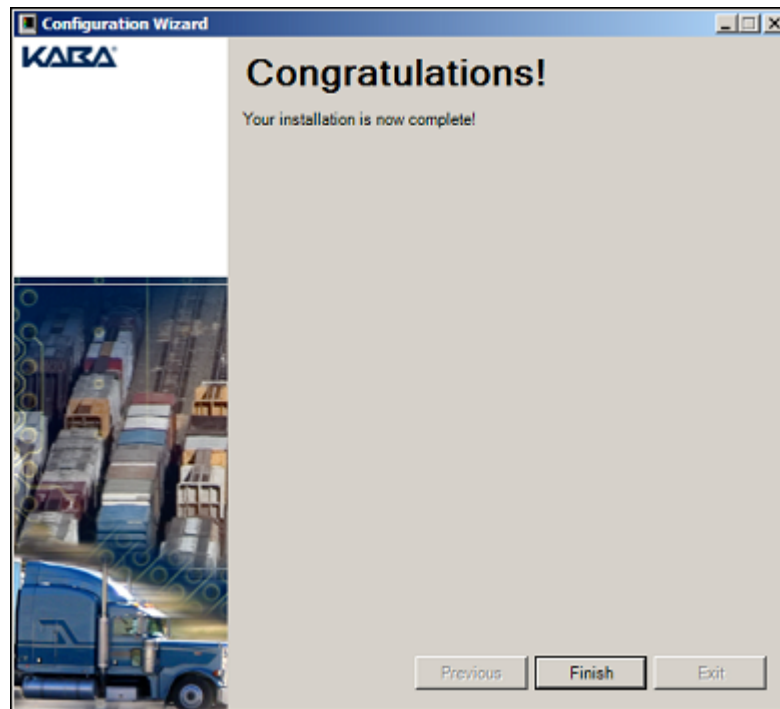 Configuration Wizard
KABA
Congratulations!
Your installation is now complete!
Previous Finish Exit